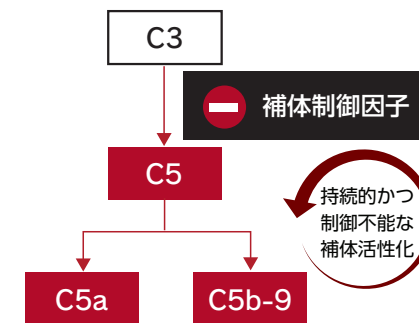 C3
補体制御因子
C5
持続的かつ
制御不能な
補体活性化
C5a
C5b-9